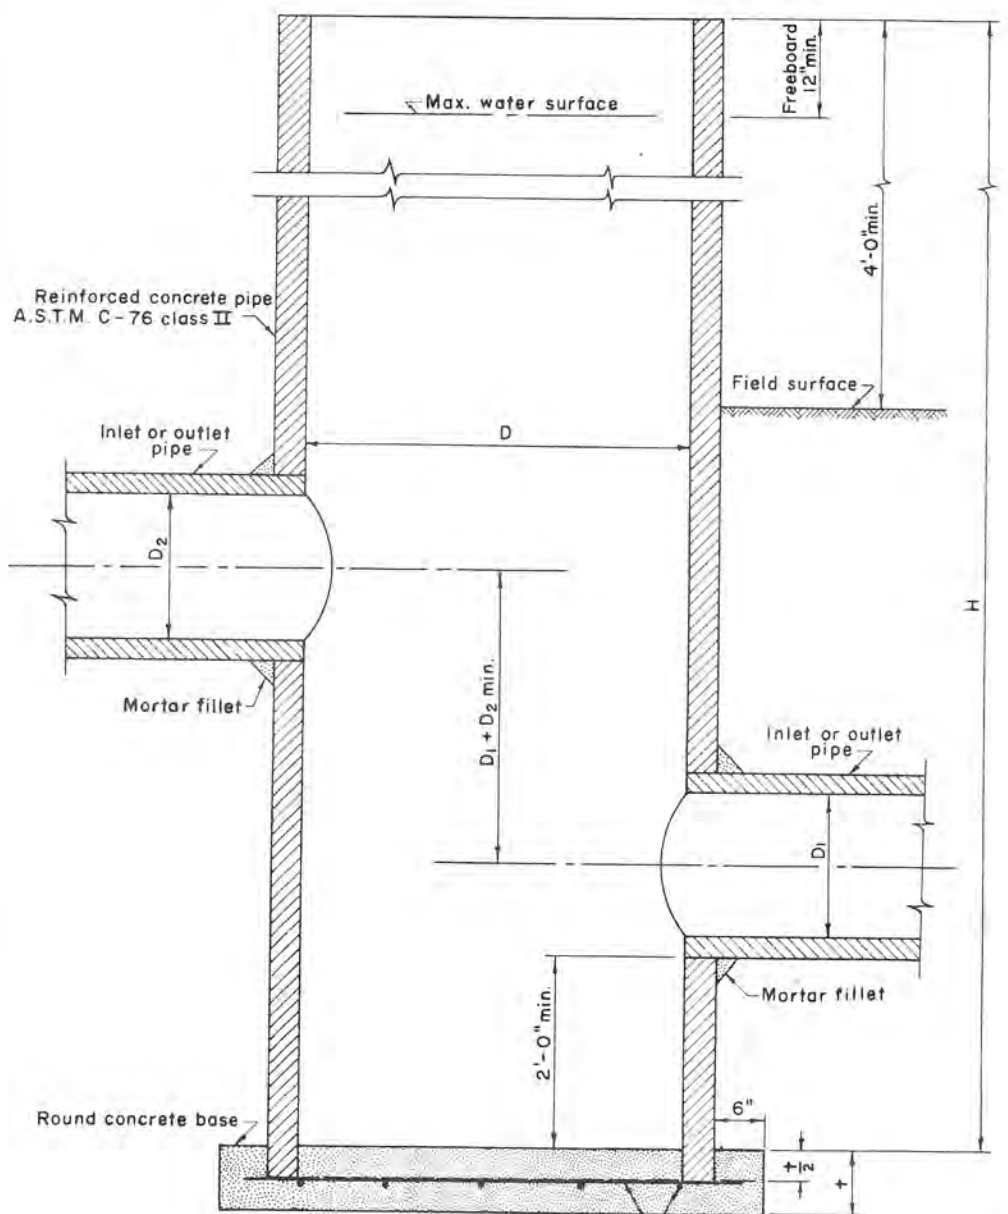 Freeboard
12" min.
Max. water surface
4'-0" min.
Reinforced concrete pipe
A.S.T.M. C-76 class II
Field surface
D
Inlet or outlet
pipe
D2
H
D1 + D2 min.
Mortar fillet
Inlet or outlet
pipe
D1
Mortar fillet
2'-0" min.
6"
Round concrete base
t/2
t